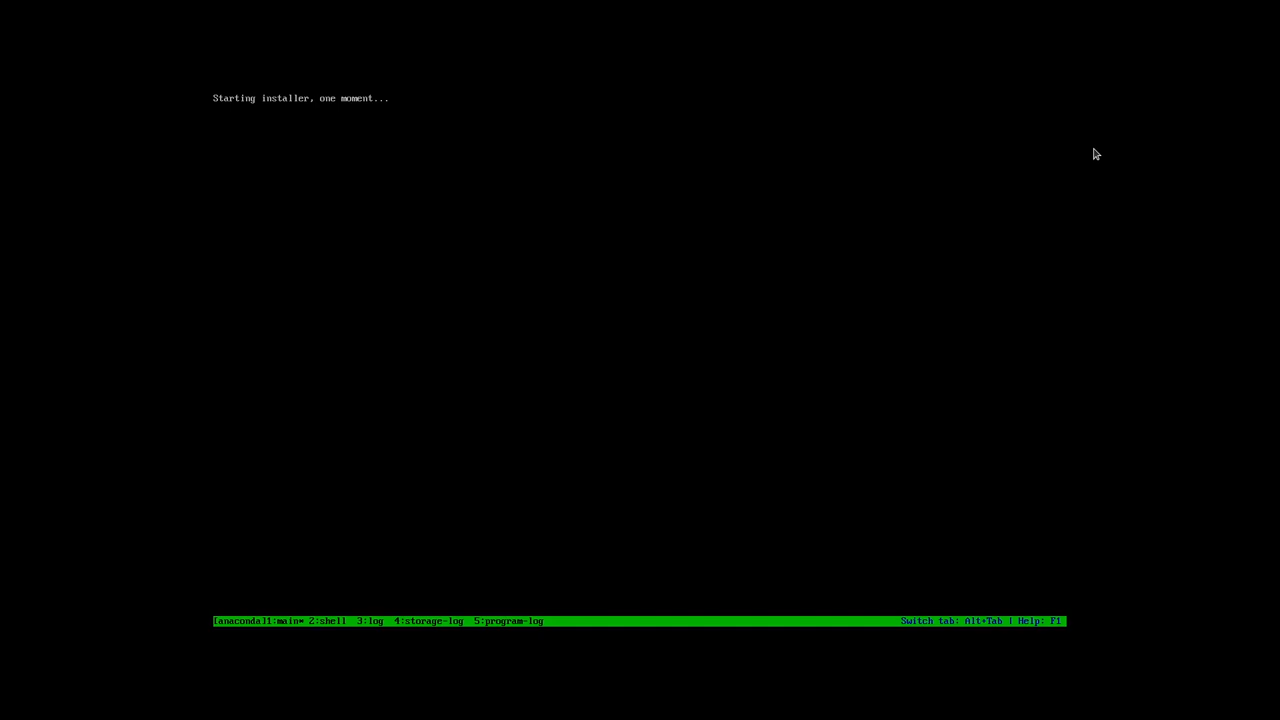 Starting installer, one moment...
[anaconda]1:main* 2:shell  3:log  4:storage-log  5:program-log Switch tab: Alt+Tab | Help: F1